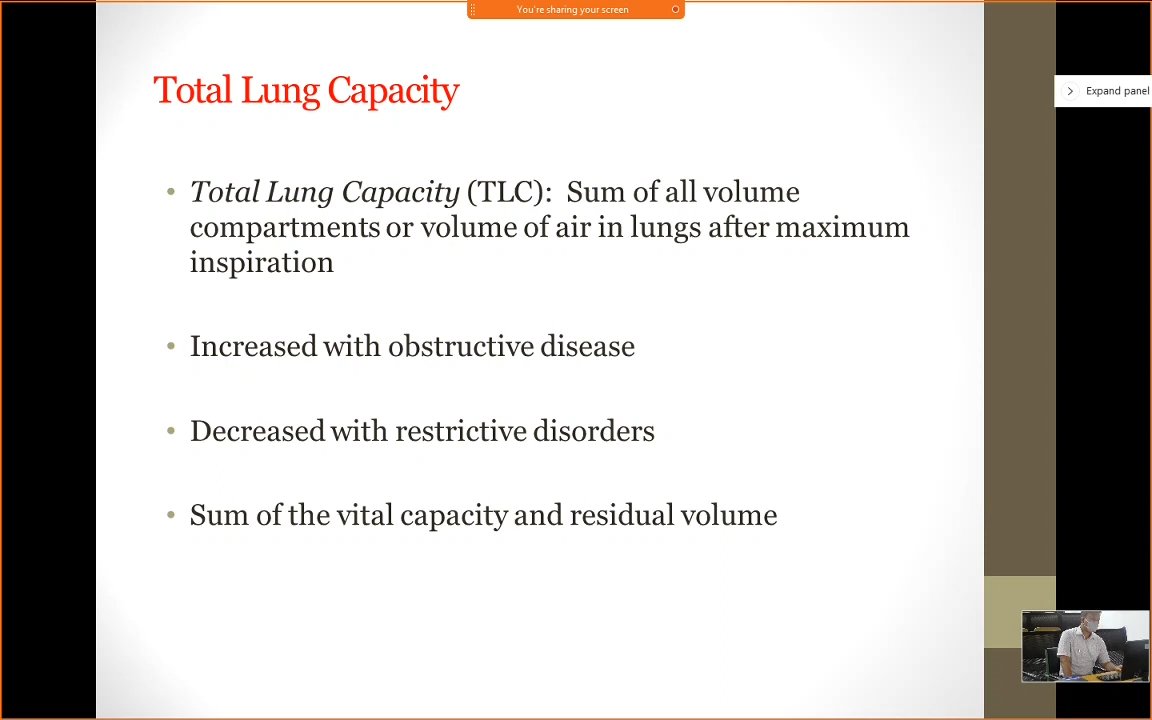 You're sharing your screen
Total Lung Capacity
Expand panel
• Total Lung Capacity (TLC): Sum of all volume
compartments or volume of air in lungs after maximum
inspiration
• Increased with obstructive disease
• Decreased with restrictive disorders
• Sum of the vital capacity and residual volume